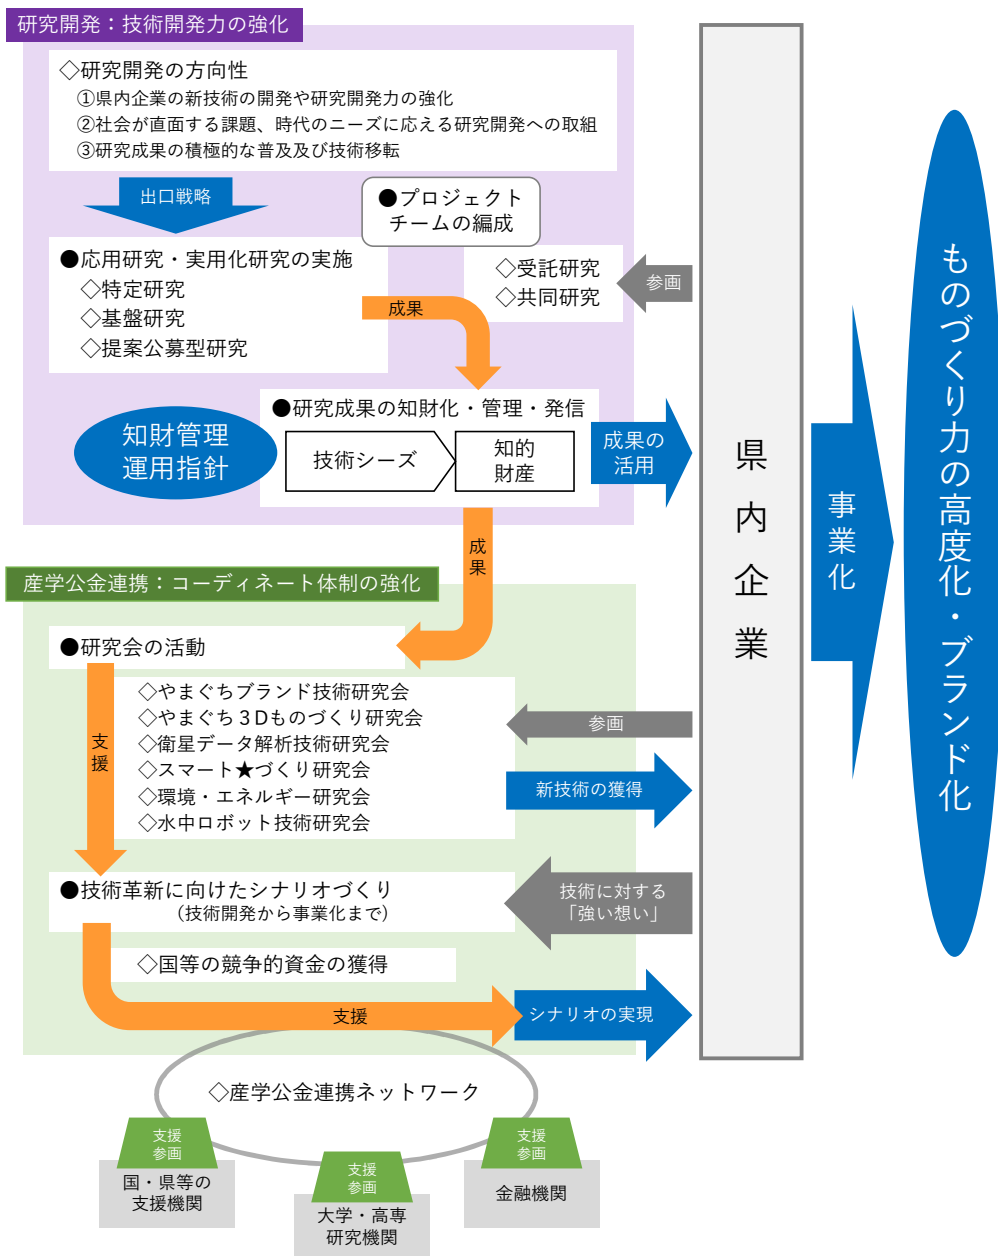 研究開発：技術開発力の強化
◇研究開発の方向性
①県内企業の新技術の開発や研究開発力の強化
②社会が直面する課題、時代のニーズに応える研究開発への取組
③研究成果の積極的な普及及び技術移転
出口戦略
●プロジェクト
チームの編成
●応用研究・実用化研究の実施
◇特定研究
◇基盤研究
◇提案公募型研究
◇受託研究
◇共同研究
参画
成果
●研究成果の知財化・管理・発信
知財管理
運用指針
技術シーズ
知的
財産
成果の
活用
成果
産学公金連携：コーディネート体制の強化
●研究会の活動
◇やまぐちブランド技術研究会
◇やまぐち３Dものづくり研究会
◇衛星データ解析技術研究会
◇スマート★づくり研究会
◇環境・エネルギー研究会
◇水中ロボット技術研究会
支援
参画
新技術の獲得
●技術革新に向けたシナリオづくり
（技術開発から事業化まで）
技術に対する
「強い想い」
◇国等の競争的資金の獲得
支援
シナリオの実現
◇産学公金連携ネットワーク
支援
参画
国・県等の
支援機関
支援
参画
大学・高専
研究機関
支援
参画
金融機関
県内企業
事業化
ものづくり力の高度化・ブランド化